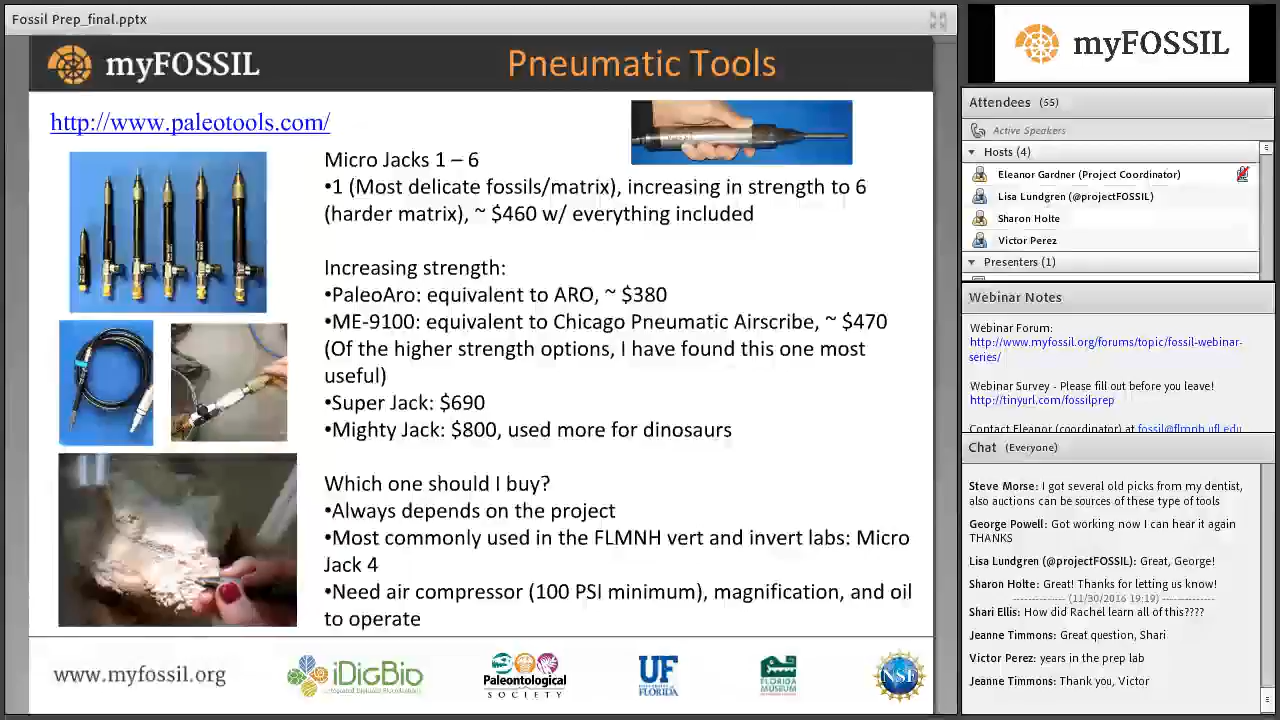 Fossil Prep_final.pptx
myFOSSIL
Pneumatic Tools
http://www.paleotools.com/
Micro Jacks 1 – 6
•1 (Most delicate fossils/matrix), increasing in strength to 6
(harder matrix), ~ $460 w/ everything included
Increasing strength:
•PaleoAro: equivalent to ARO, ~ $380
•ME-9100: equivalent to Chicago Pneumatic Airscribe, ~ $470
(Of the higher strength options, I have found this one most
useful)
•Super Jack: $690
•Mighty Jack: $800, used more for dinosaurs
Which one should I buy?
•Always depends on the project
•Most commonly used in the FLMNH vert and invert labs: Micro
Jack 4
•Need air compressor (100 PSI minimum), magnification, and oil
to operate
www.myfossil.org
iDigBio
Paleontological
SOCIETY
UF
FLORIDA
FLORIDA
MUSEUM
NSF
myFOSSIL
Attendees (55)
Active Speakers
Hosts (4)
Eleanor Gardner (Project Coordinator)
Lisa Lundgren (@projectFOSSIL)
Sharon Holte
Victor Perez
Presenters (1)
Webinar Notes
Webinar Forum:
http://www.myfossil.org/forums/topic/fossil-webinar-
series/
Webinar Survey - Please fill out before you leave!
http://tinyurl.com/fossilprep
Contact Eleanor (coordinator) at fossil@flmnh.ufl.edu
Chat (Everyone)
Steve Morse: I got several old picks from my dentist,
also auctions can be sources of these type of tools
George Powell: Got working now I can hear it again
THANKS
Lisa Lundgren (@projectFOSSIL): Great, George!
Sharon Holte: Great! Thanks for letting us know!
--------------- (11/30/2016 19:19) ---------------
Shari Ellis: How did Rachel learn all of this????
Jeanne Timmons: Great question, Shari
Victor Perez: years in the prep lab
Jeanne Timmons: Thank you, Victor